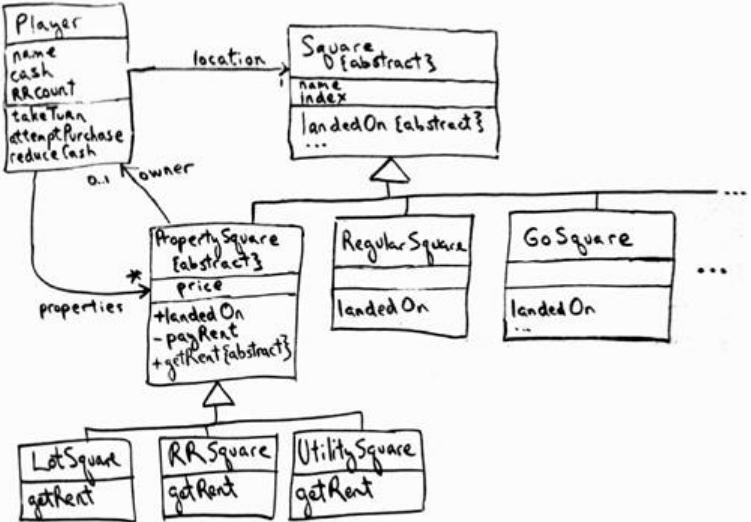 Player
name
cash
RRcount
takeTurn
attemptPurchase
reduceCash
location
1
Square
{abstract}
name
index
landedOn {abstract}
...
0..1 owner
properties
*
PropertySquare
{abstract}
price
+landedOn
-payRent
+getRent{abstract}
RegularSquare
landedOn
GoSquare
landedOn
...
...
...
LotSquare
getRent
RRSquare
getRent
UtilitySquare
getRent